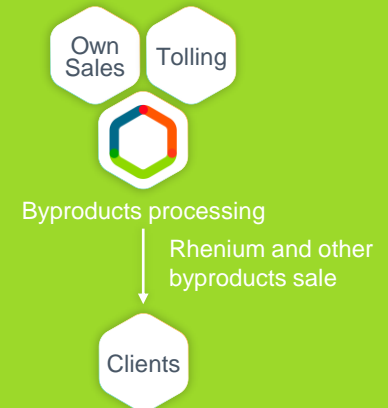 Own
Sales
Tolling
Byproducts processing
Rhenium and other
byproducts sale
Clients